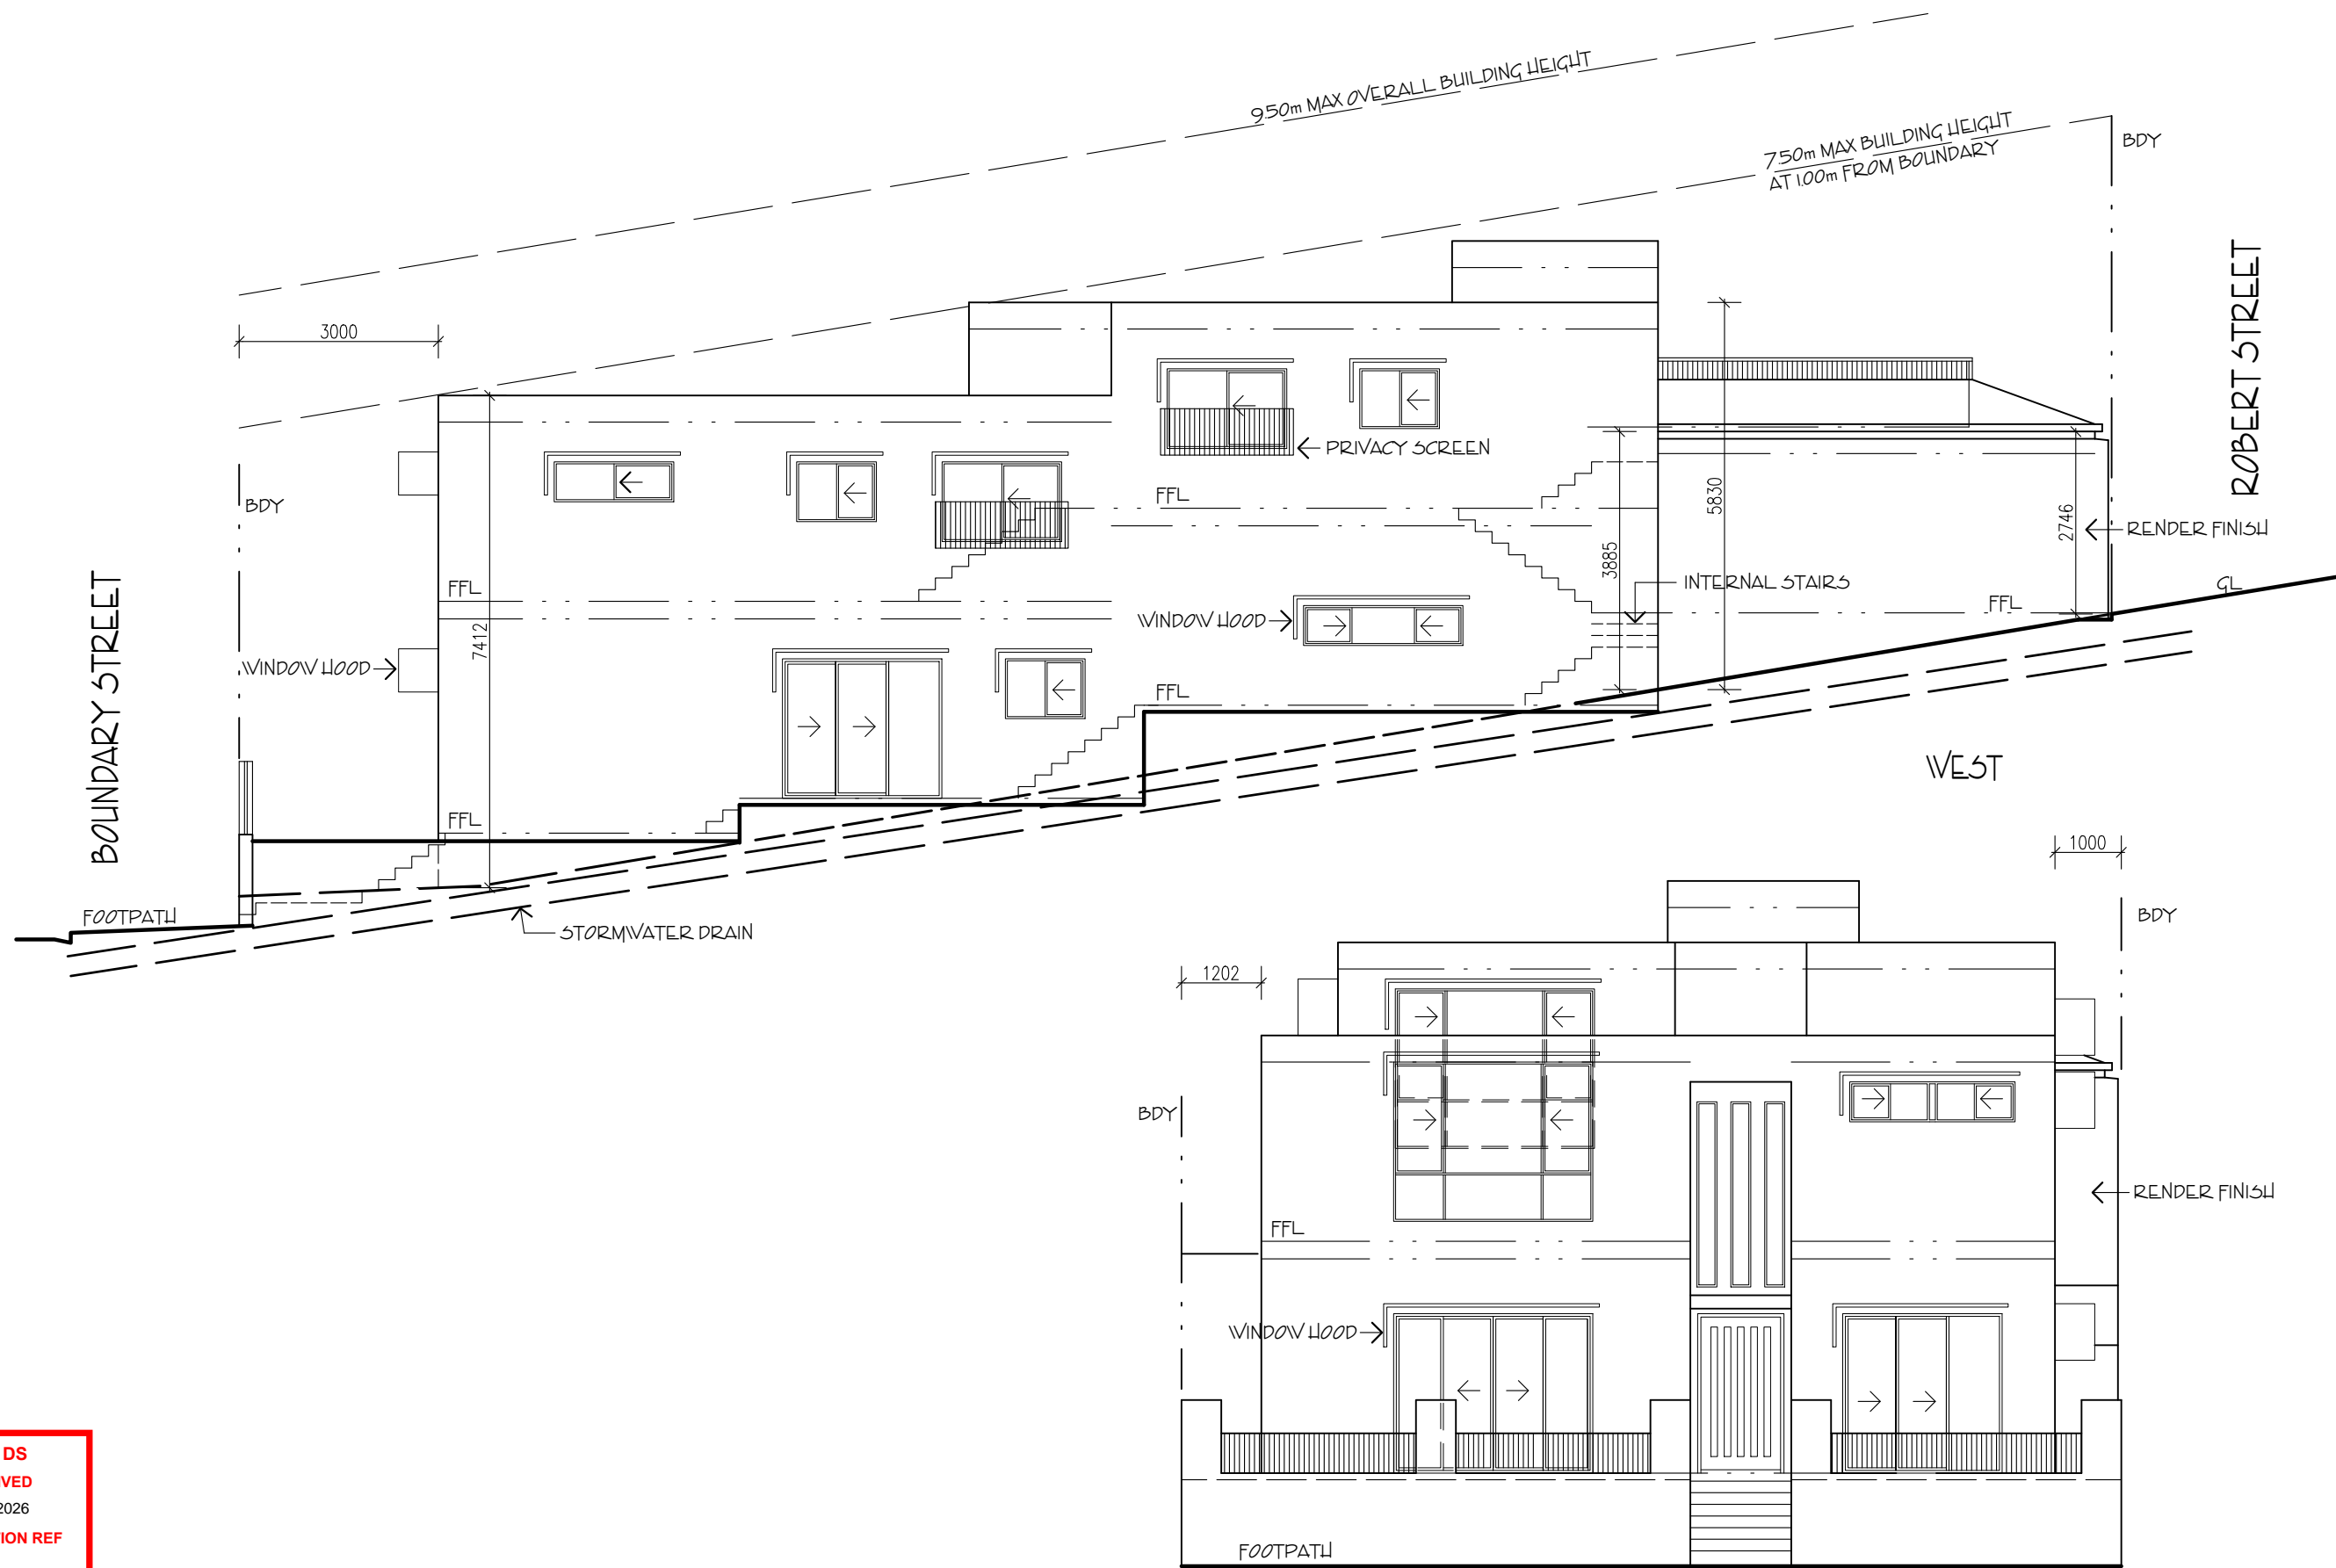 9.50m MAX OVERALL BUILDING HEIGHT
7.50m MAX BUILDING HEIGHT
AT 1.00m FROM BOUNDARY
BDY
ROBERT STREET
3000
PRIVACY SCREEN
BDY
FFL
5830
2746
RENDER FINISH
3885
BOUNDARY STREET
FFL
INTERNAL STAIRS
GL
FFL
7412
WINDOW HOOD
WINDOW HOOD
FFL
WEST
FFL
1000
FOOTPATH
STORMWATER DRAIN
BDY
1202
BDY
RENDER FINISH
FFL
WINDOW HOOD
FOOTPATH
DS
VED
2026
ION REF